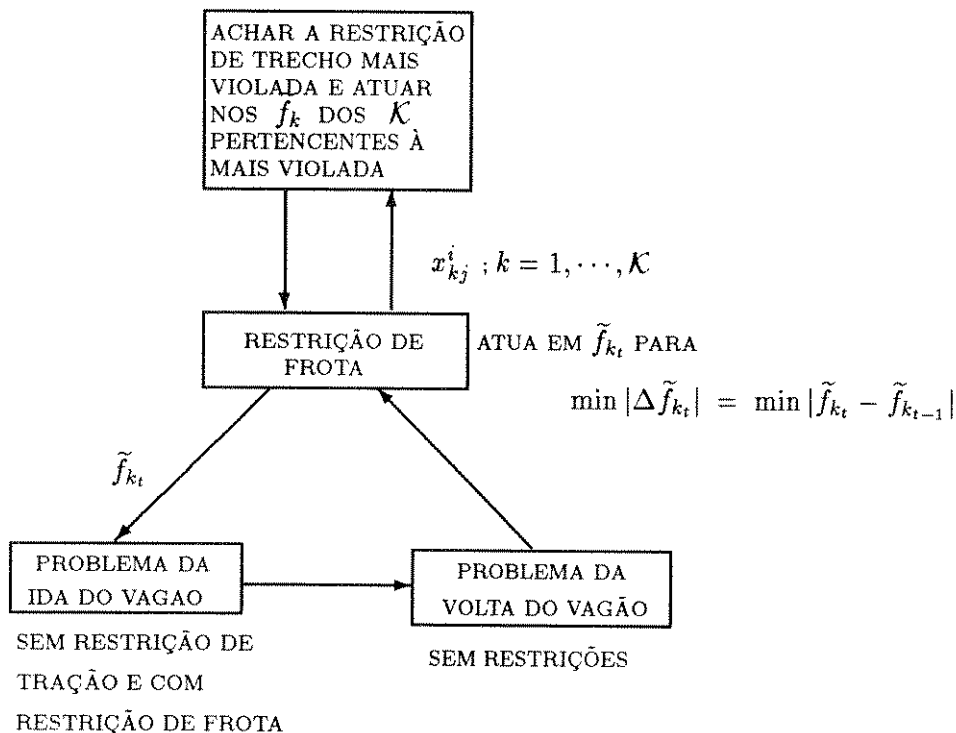 ACHAR A RESTRIÇÃO
DE TRECHO MAIS
VIOLADA E ATUAR
NOS f̃_k DOS 𝒦
PERTENCENTES À
MAIS VIOLADA
x^i_{kj} ; k = 1, ···, 𝒦
RESTRIÇÃO DE
FROTA
ATUA EM f̃_{k_t} PARA
min |Δf̃_{k_t}| = min |f̃_{k_t} − f̃_{k_{t−1}}|
f̃_{k_t}
PROBLEMA DA
IDA DO VAGAO
PROBLEMA DA
VOLTA DO VAGÃO
SEM RESTRIÇÃO DE
TRAÇÃO E COM
RESTRIÇÃO DE FROTA
SEM RESTRIÇÕES